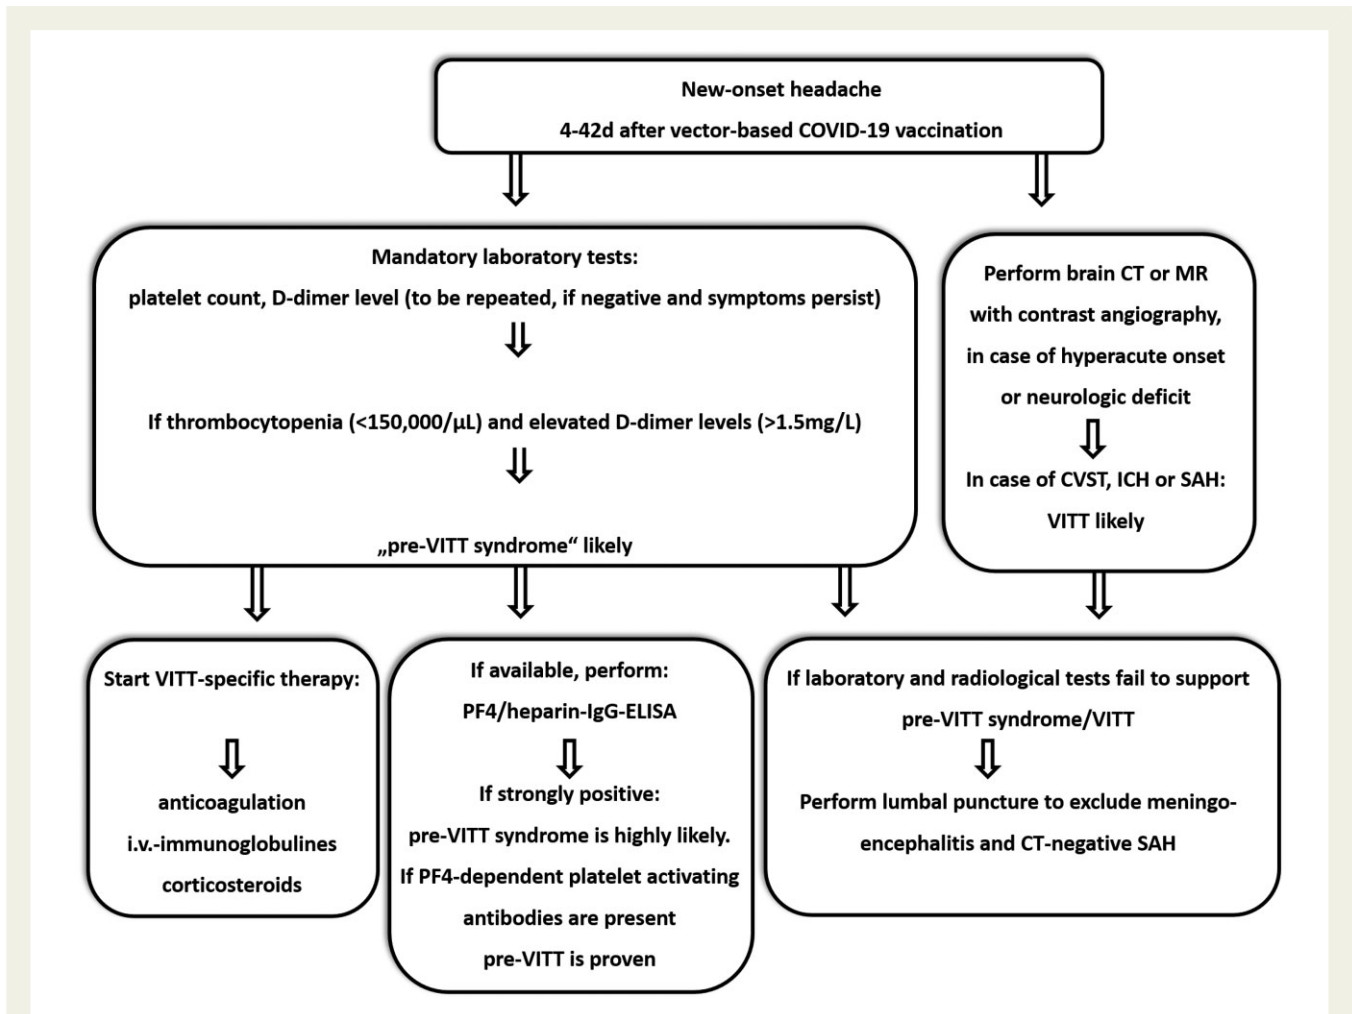 New-onset headache
4-42d after vector-based COVID-19 vaccination
Mandatory laboratory tests:
platelet count, D-dimer level (to be repeated, if negative and symptoms persist)
If thrombocytopenia (<150,000/µL) and elevated D-dimer levels (>1.5mg/L)
„pre-VITT syndrome“ likely
Perform brain CT or MR
with contrast angiography,
in case of hyperacute onset
or neurologic deficit
In case of CVST, ICH or SAH:
VITT likely
Start VITT-specific therapy:
anticoagulation
i.v.-immunoglobulines
corticosteroids
If available, perform:
PF4/heparin-IgG-ELISA
If strongly positive:
pre-VITT syndrome is highly likely.
If PF4-dependent platelet activating
antibodies are present
pre-VITT is proven
If laboratory and radiological tests fail to support
pre-VITT syndrome/VITT
Perform lumbal puncture to exclude meningo-
encephalitis and CT-negative SAH